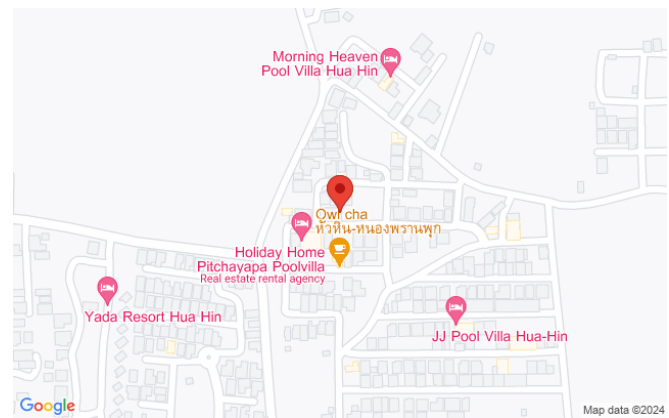 Morning Heaven
Pool Villa Hua Hin
Owl cha
หัวหิน-หนองพรานพุก
Holiday Home
Pitchayapa Poolvilla
Real estate rental agency
Yada Resort Hua Hin
JJ Pool Villa Hua-Hin
Google
Map data ©2024